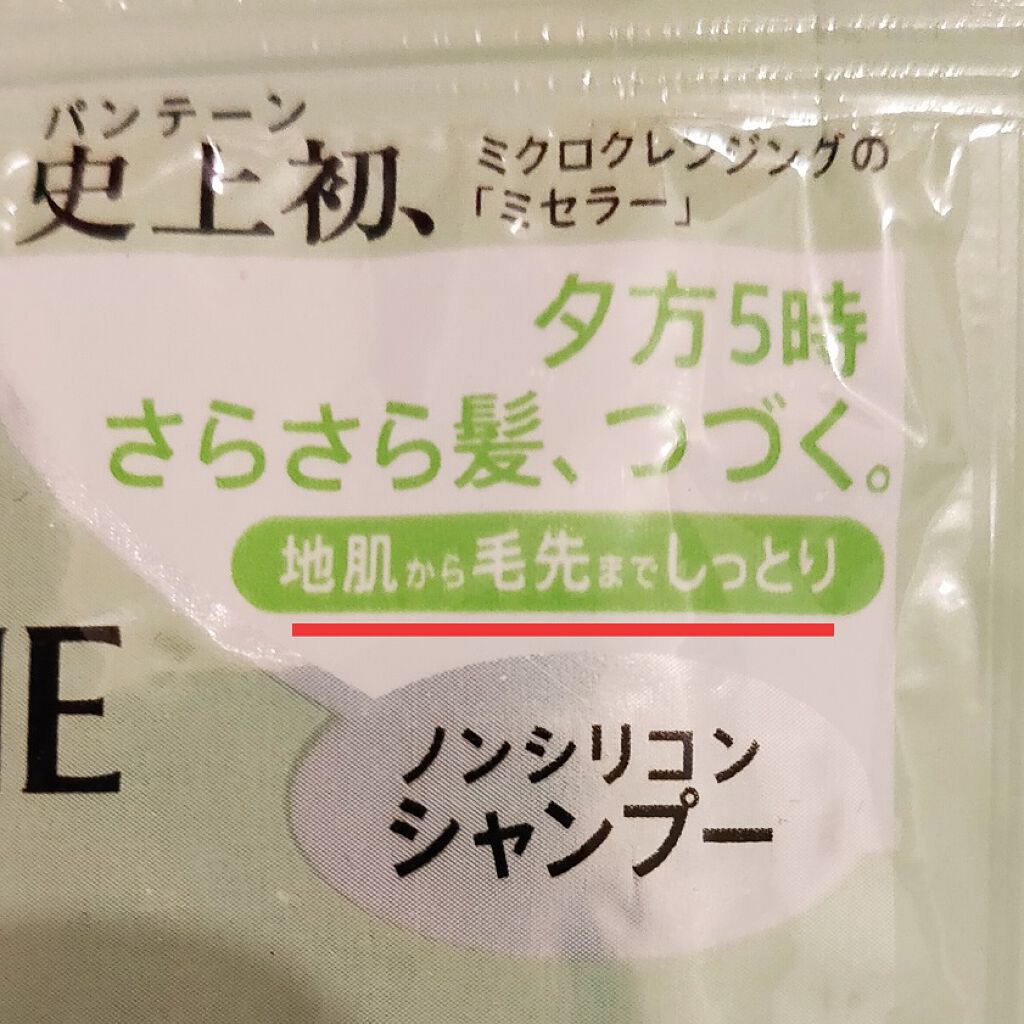 パンテーン
史上初、
ミクロクレンジングの
「ミセラー」
夕方5時
さらさら髪、つづく。
地肌から毛先までしっとり
NE
ノンシリコン
シャンプー